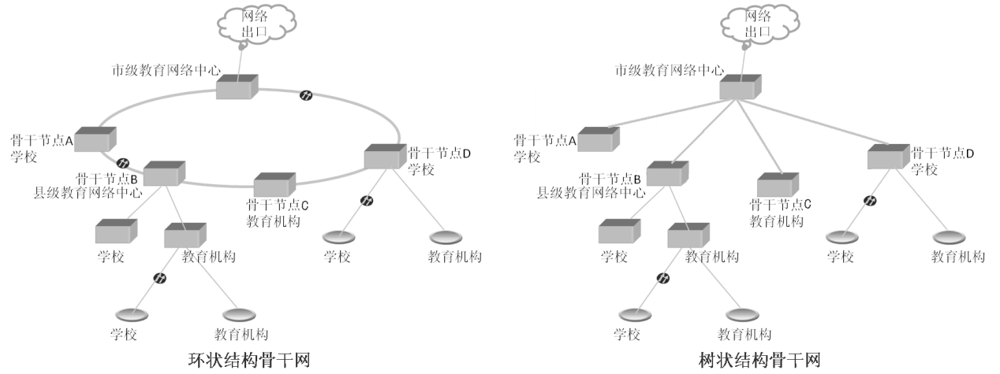 网络
出口
市级教育网络中心
骨干节点A
学校
骨干节点B
县级教育网络中心
骨干节点C
教育机构
骨干节点D
学校
学校
教育机构
学校
教育机构
学校
教育机构
环状结构骨干网
网络
出口
市级教育网络中心
骨干节点A
学校
骨干节点B
县级教育网络中心
骨干节点C
教育机构
骨干节点D
学校
学校
教育机构
学校
教育机构
学校
教育机构
树状结构骨干网